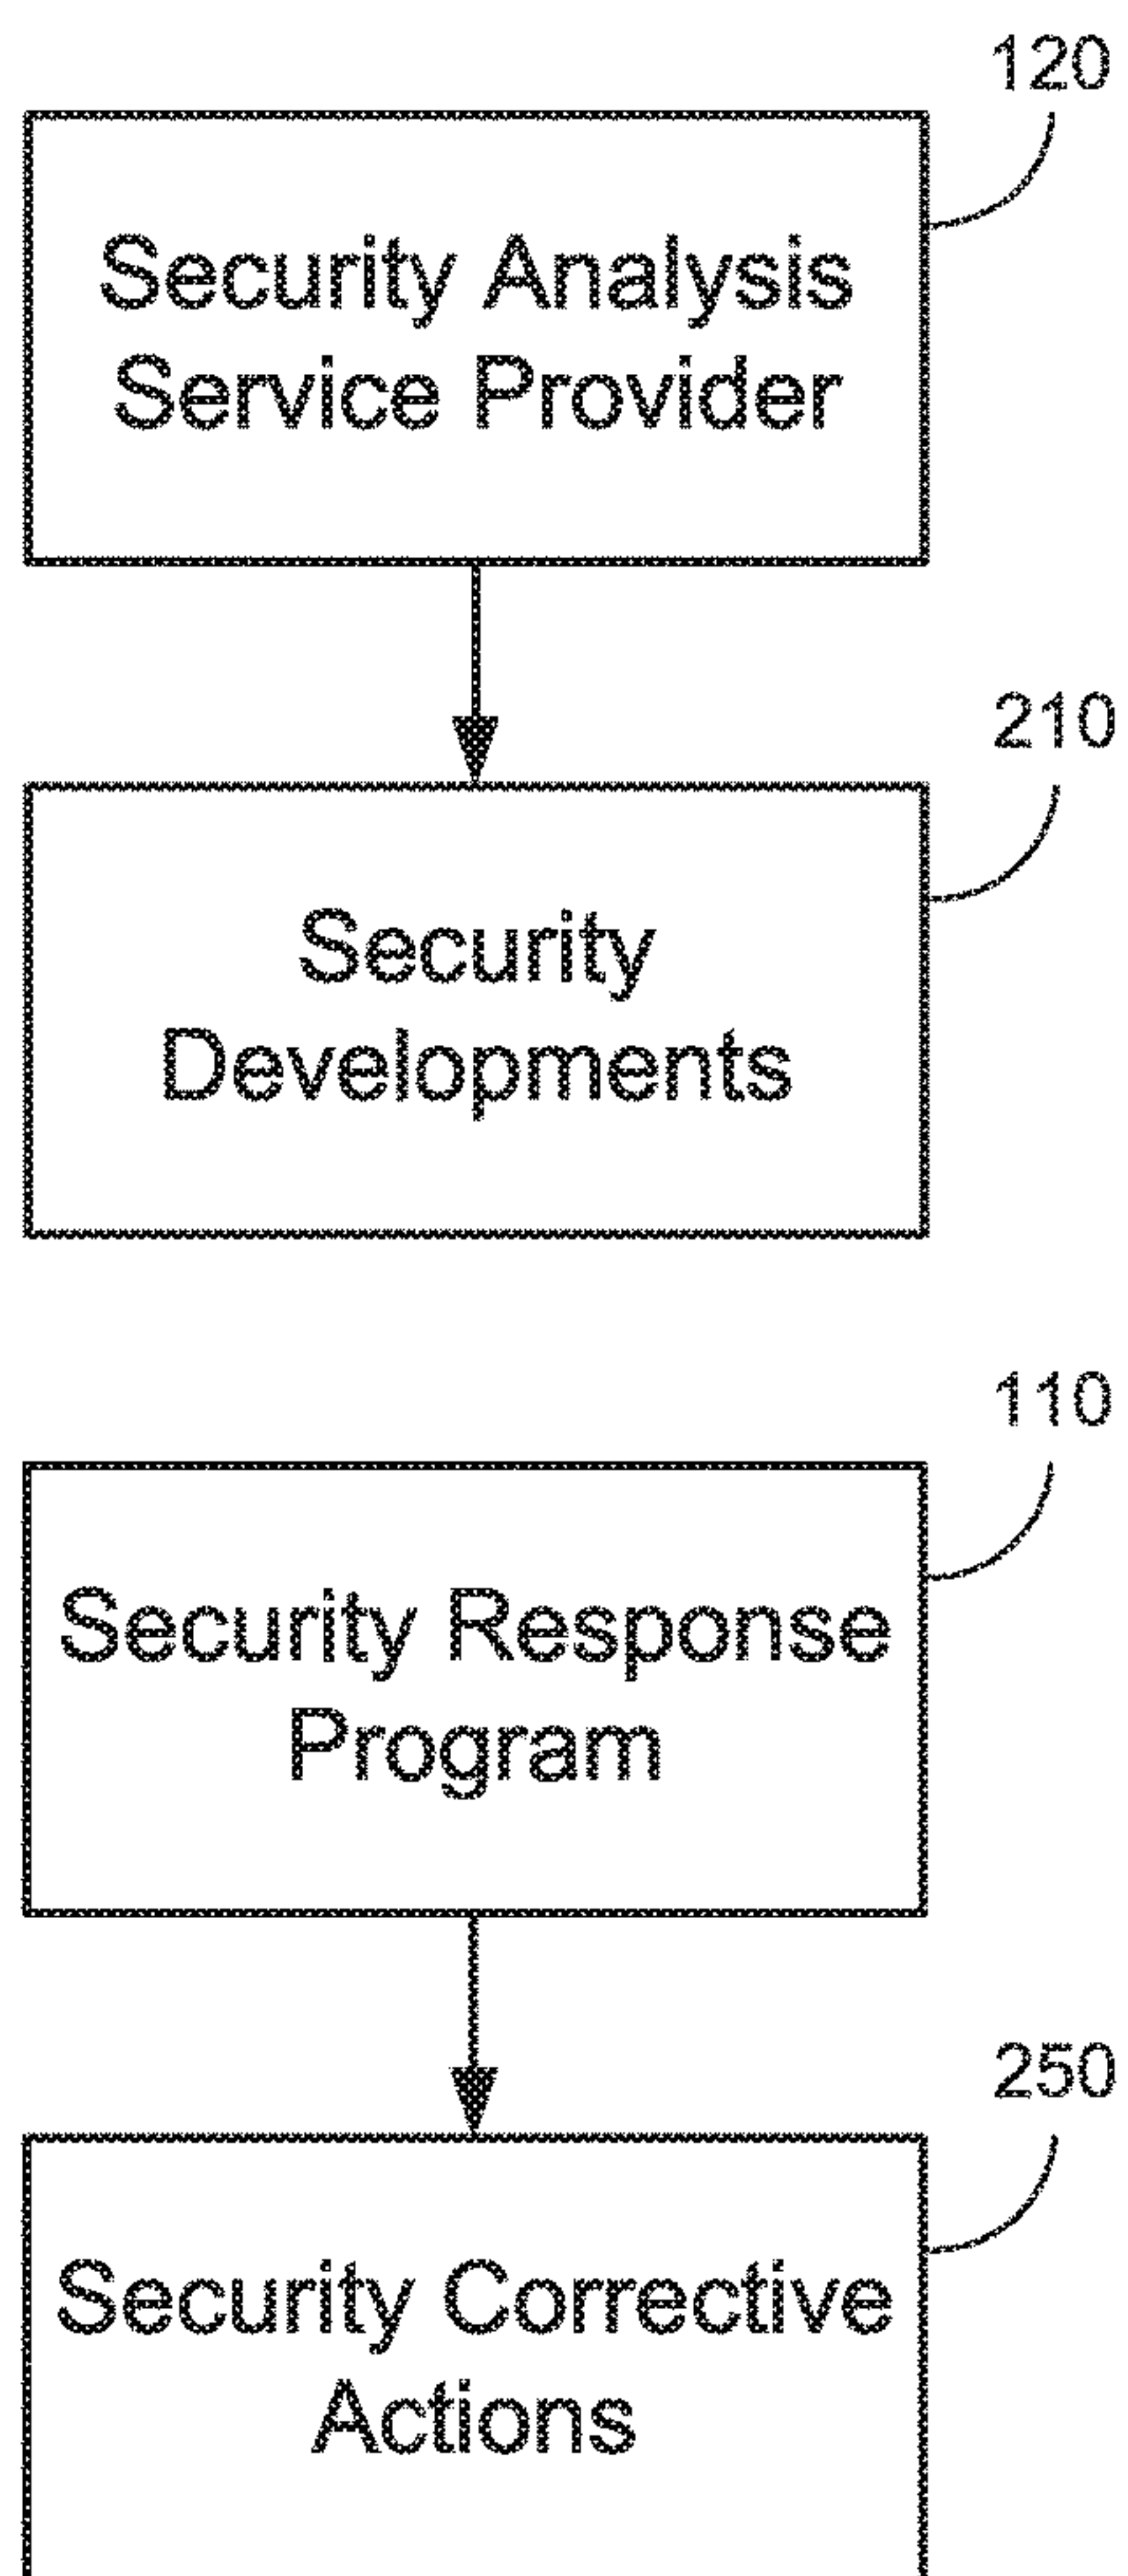 120
Security Analysis
Service Provider
210
Security
Developments
110
Security Response
Program
250
Security Corrective
Actions